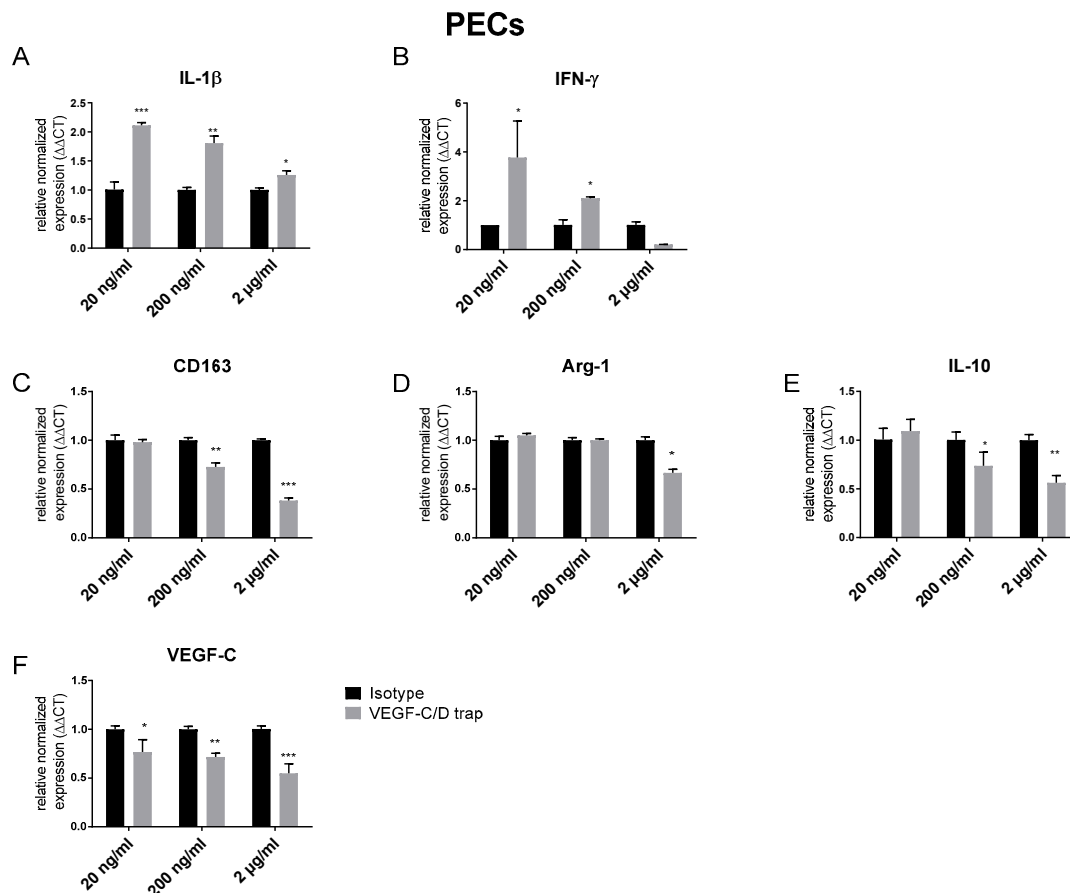 PECs
A
IL-1β
relative normalized
expression (ΔΔCT)
2.5
2.0
1.5
1.0
0.5
0.0
***
**
*
20 ng/ml
200 ng/ml
2 µg/ml
B
IFN-γ
relative normalized
expression (ΔΔCT)
6
4
2
0
*
*
20 ng/ml
200 ng/ml
2 µg/ml
C
CD163
relative normalized
expression (ΔΔCT)
1.5
1.0
0.5
0.0
**
***
20 ng/ml
200 ng/ml
2 µg/ml
D
Arg-1
relative normalized
expression (ΔΔCT)
1.5
1.0
0.5
0.0
*
20 ng/ml
200 ng/ml
2 µg/ml
E
IL-10
relative normalized
expression (ΔΔCT)
1.5
1.0
0.5
0.0
*
**
20 ng/ml
200 ng/ml
2 µg/ml
F
VEGF-C
relative normalized
expression (ΔΔCT)
1.5
1.0
0.5
0.0
*
**
***
20 ng/ml
200 ng/ml
2 µg/ml
Isotype
VEGF-C/D trap